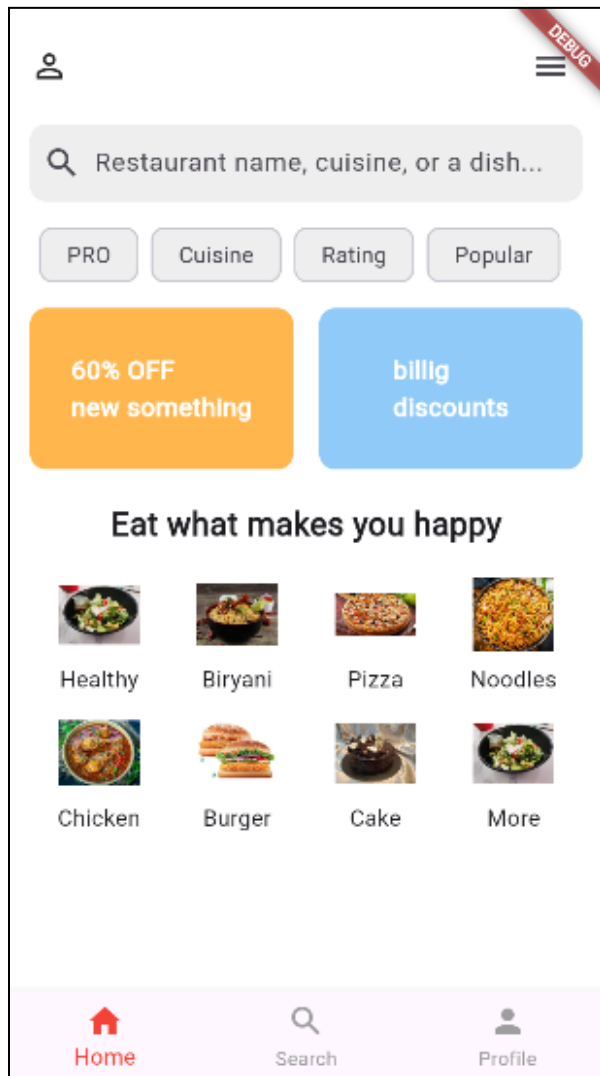 DEBUG
Restaurant name, cuisine, or a dish...
PRO Cuisine Rating Popular
60% OFF
new something
billig
discounts
Eat what makes you happy
Healthy Biryani Pizza Noodles
Chicken Burger Cake More
Home Search Profile